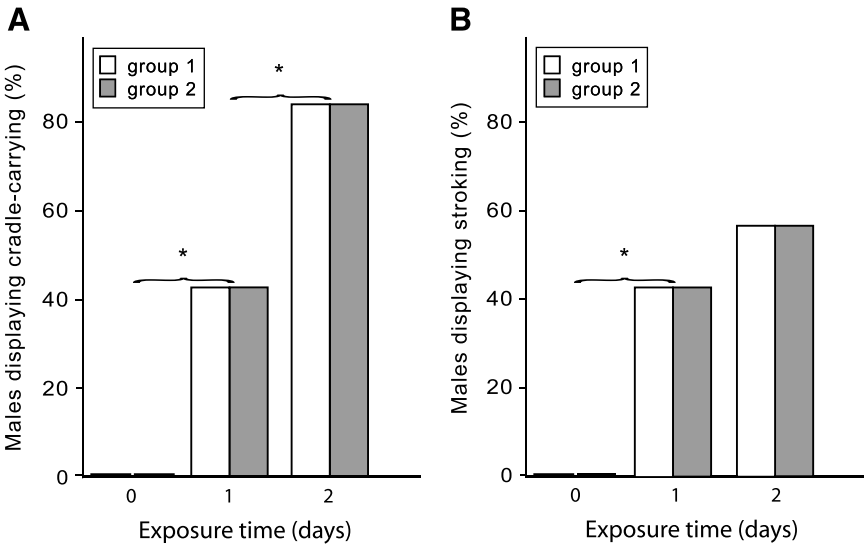 A
group 1
group 2
*
*
Males displaying cradle-carrying (%)
80
60
40
20
0
0 1 2
Exposure time (days)
B
group 1
group 2
*
Males displaying stroking (%)
80
60
40
20
0
0 1 2
Exposure time (days)